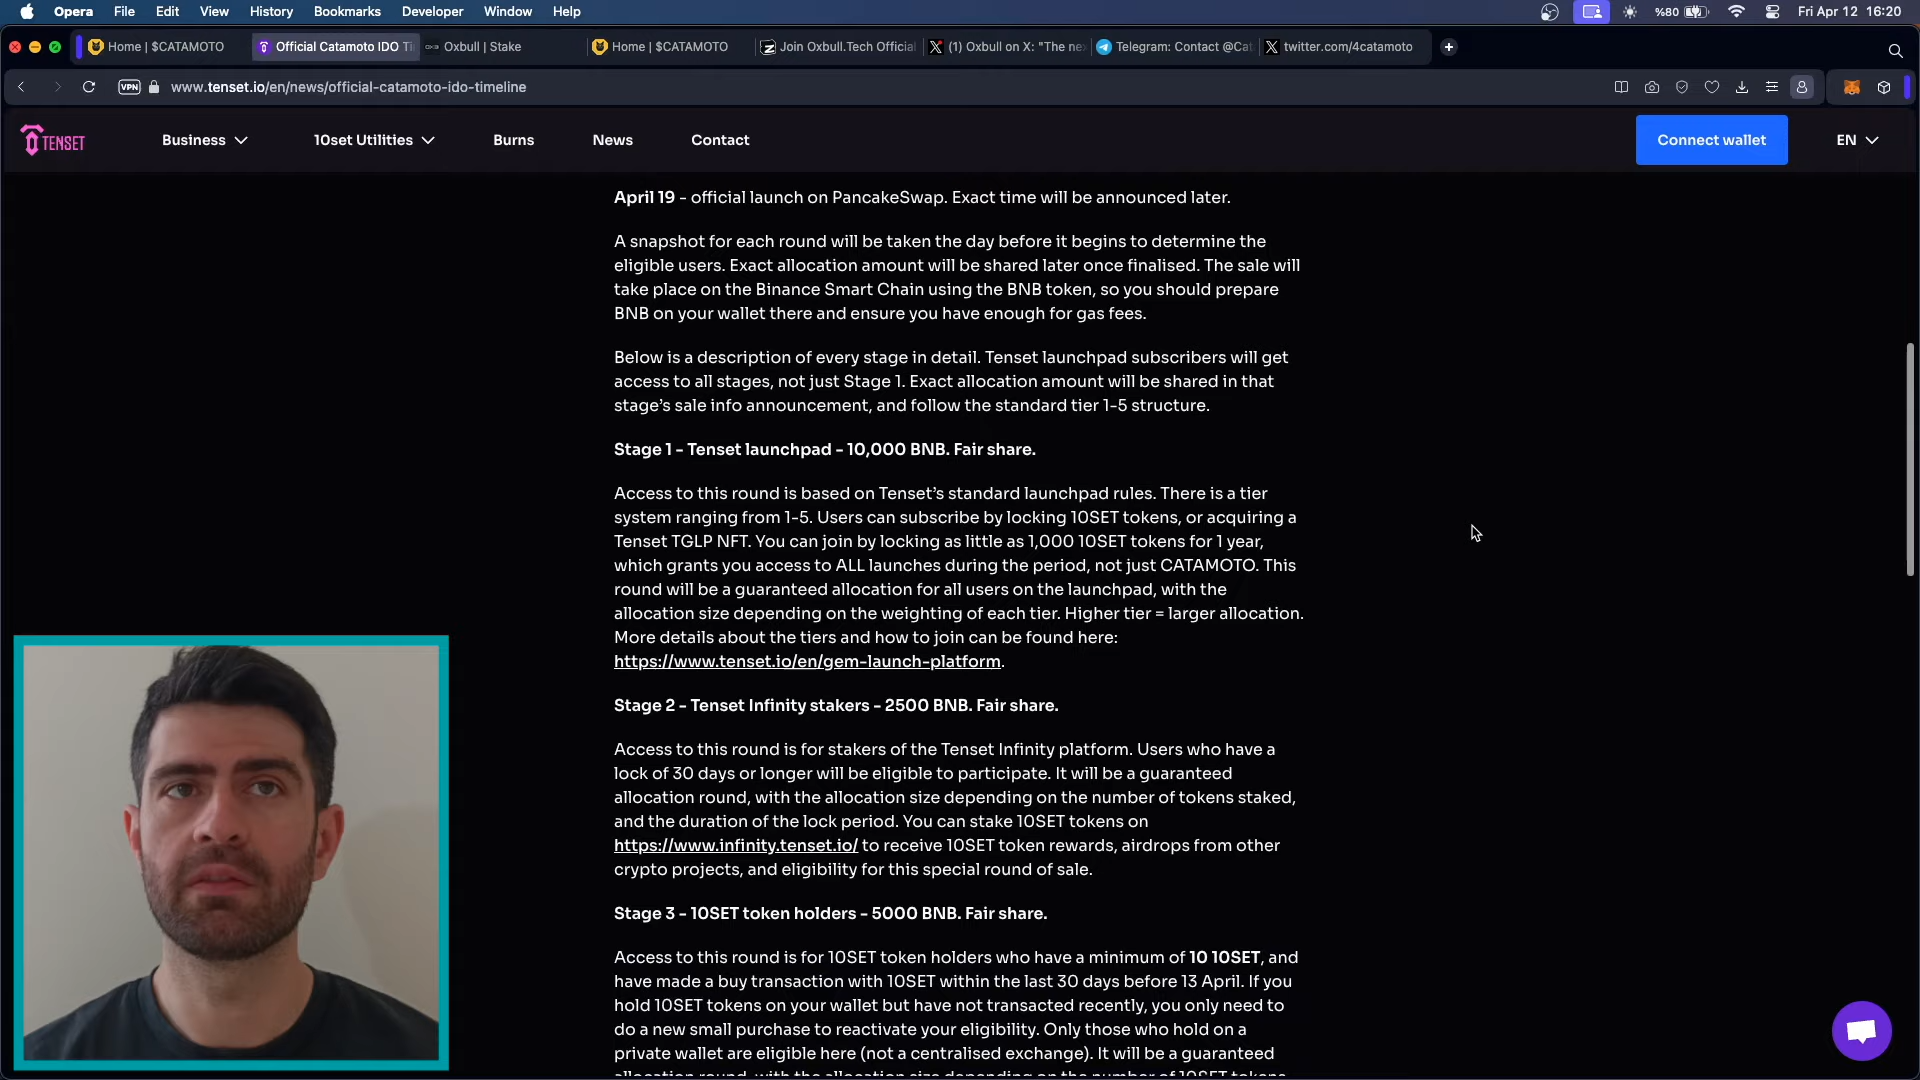 Opera File Edit View History Bookmarks Developer Window Help %80 Fri Apr 12 16:20
Home | $CATAMOTO Official Catamoto IDO Ti Oxbull | Stake Home | $CATAMOTO Join Oxbull.Tech Official (1) Oxbull on X: "The ne Telegram: Contact @Cat twitter.com/4catamoto
VPN www.tenset.io/en/news/official-catamoto-ido-timeline
TENSET Business 10set Utilities Burns News Contact Connect wallet EN
April 19 - official launch on PancakeSwap. Exact time will be announced later.
A snapshot for each round will be taken the day before it begins to determine the
eligible users. Exact allocation amount will be shared later once finalised. The sale will
take place on the Binance Smart Chain using the BNB token, so you should prepare
BNB on your wallet there and ensure you have enough for gas fees.
Below is a description of every stage in detail. Tenset launchpad subscribers will get
access to all stages, not just Stage 1. Exact allocation amount will be shared in that
stage's sale info announcement, and follow the standard tier 1-5 structure.
Stage 1 - Tenset launchpad - 10,000 BNB. Fair share.
Access to this round is based on Tenset's standard launchpad rules. There is a tier
system ranging from 1-5. Users can subscribe by locking 10SET tokens, or acquiring a
Tenset TGLP NFT. You can join by locking as little as 1,000 10SET tokens for 1 year,
which grants you access to ALL launches during the period, not just CATAMOTO. This
round will be a guaranteed allocation for all users on the launchpad, with the
allocation size depending on the weighting of each tier. Higher tier = larger allocation.
More details about the tiers and how to join can be found here:
https://www.tenset.io/en/gem-launch-platform.
Stage 2 - Tenset Infinity stakers - 2500 BNB. Fair share.
Access to this round is for stakers of the Tenset Infinity platform. Users who have a
lock of 30 days or longer will be eligible to participate. It will be a guaranteed
allocation round, with the allocation size depending on the number of tokens staked,
and the duration of the lock period. You can stake 10SET tokens on
https://www.infinity.tenset.io/ to receive 10SET token rewards, airdrops from other
crypto projects, and eligibility for this special round of sale.
Stage 3 - 10SET token holders - 5000 BNB. Fair share.
Access to this round is for 10SET token holders who have a minimum of 10 10SET, and
have made a buy transaction with 10SET within the last 30 days before 13 April. If you
hold 10SET tokens on your wallet but have not transacted recently, you only need to
do a new small purchase to reactivate your eligibility. Only those who hold on a
private wallet are eligible here (not a centralised exchange). It will be a guaranteed
allocation round, with the allocation size depending on the number of 10SET tokens